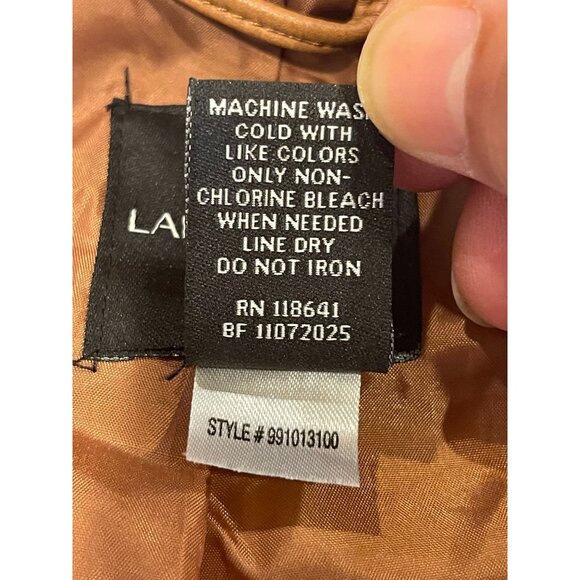 MACHINE WASH
COLD WITH
LIKE COLORS
ONLY NON-
CHLORINE BLEACH
WHEN NEEDED
LINE DRY
DO NOT IRON
RN 118641
BF 11072025
STYLE # 991013100